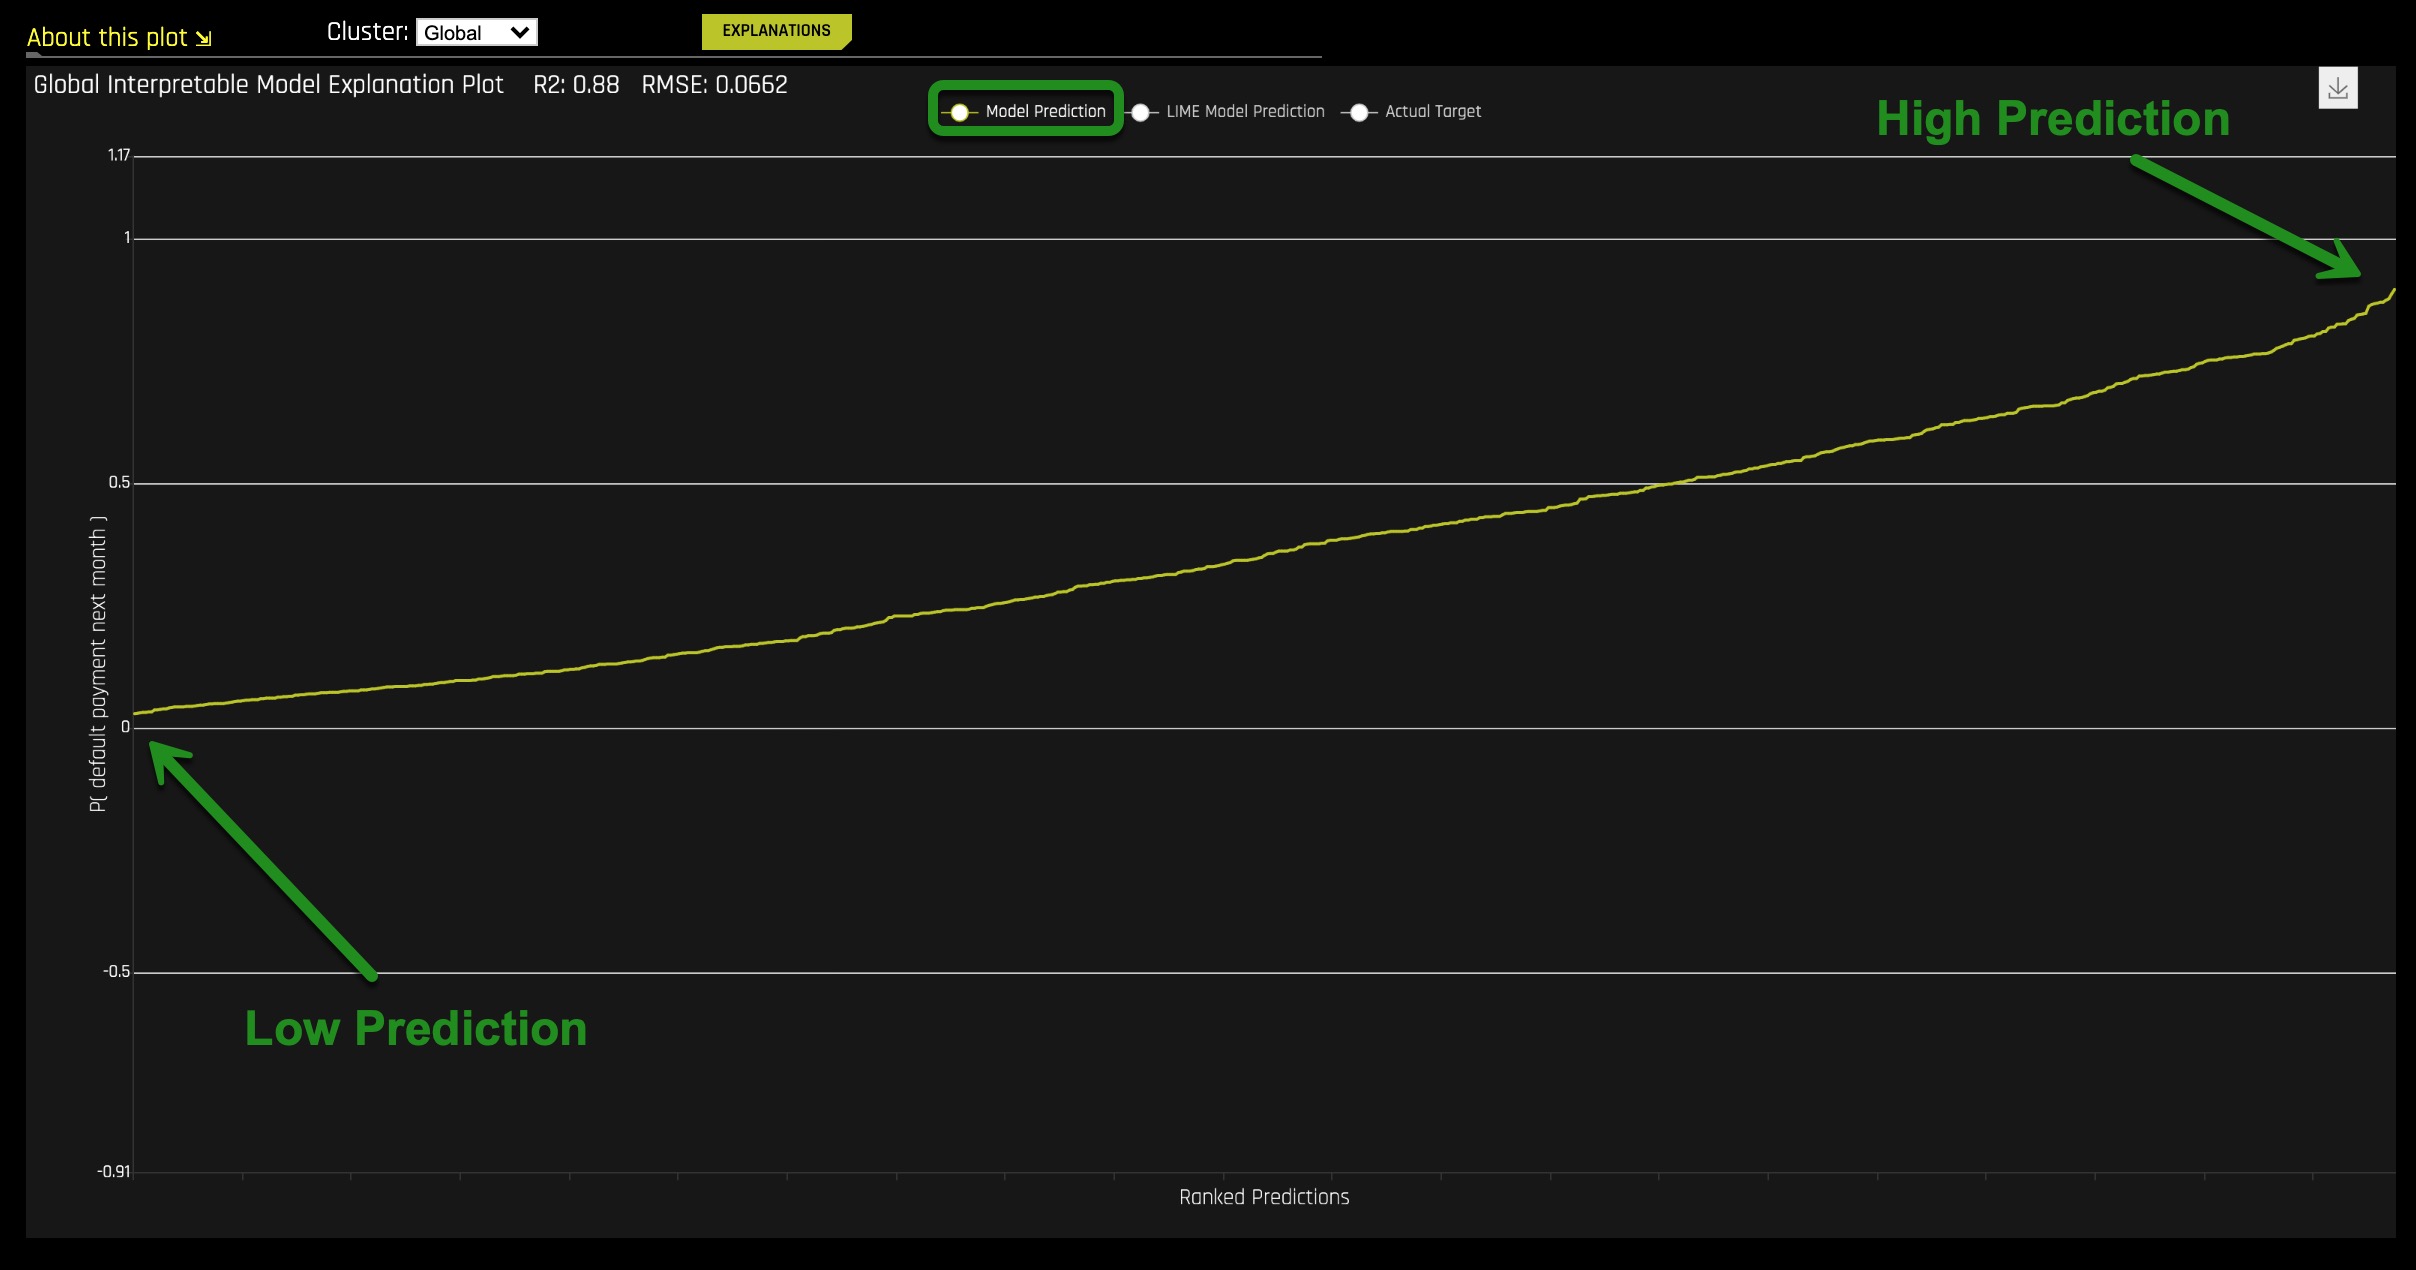 About this plot
Cluster: Global
EXPLANATIONS
Global Interpretable Model Explanation Plot R2: 0.88 RMSE: 0.0662
Model Prediction
LIME Model Prediction
Actual Target
High Prediction
1.17
1
0.5
0
-0.5
-0.91
P( default payment next month )
Low Prediction
Ranked Predictions